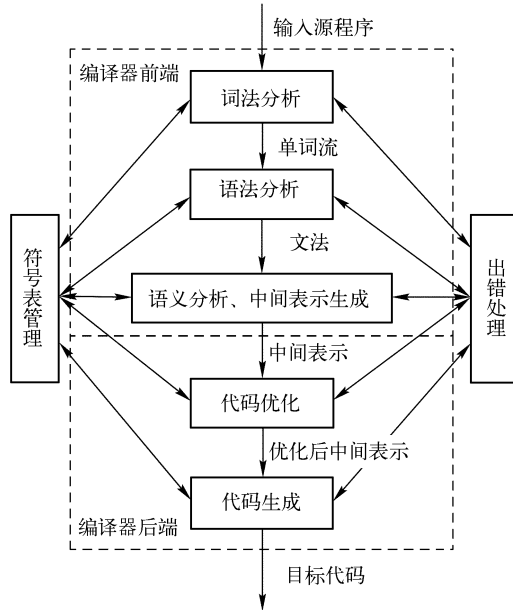 输入源程序
编译器前端
词法分析
单词流
语法分析
文法
符号表管理
出错处理
语义分析、中间表示生成
中间表示
代码优化
优化后中间表示
代码生成
编译器后端
目标代码